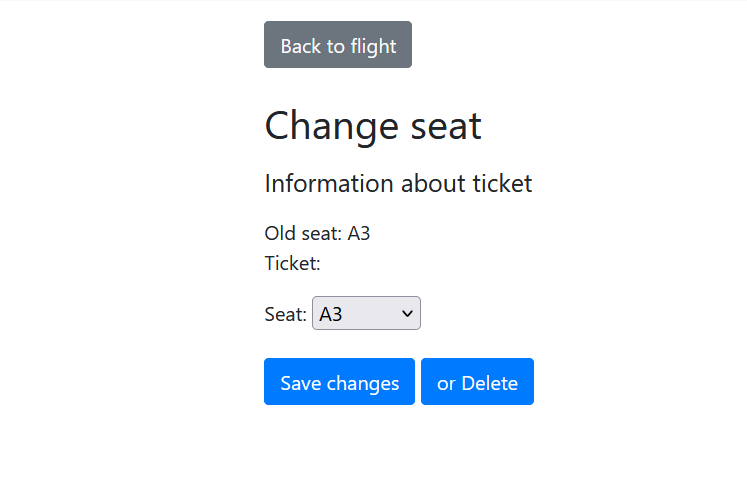 Back to flight
Change seat
Information about ticket
Old seat: A3
Ticket:
Seat: A3
Save changes or Delete